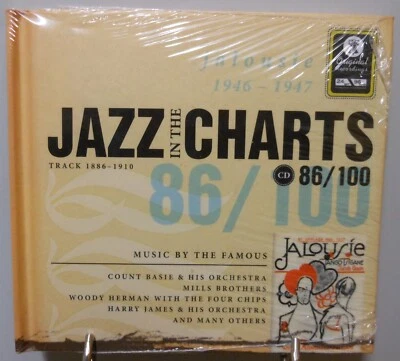 jalousie
1946 – 1947
Original
Recordings
JAZZ IN THE CHARTS
TRACK 1886–1910
CD 86/100
86/100
MUSIC BY THE FAMOUS
COUNT BASIE & HIS ORCHESTRA
MILLS BROTHERS
WOODY HERMAN WITH THE FOUR CHIPS
HARRY JAMES & HIS ORCHESTRA
AND MANY OTHERS
JALOUSIE